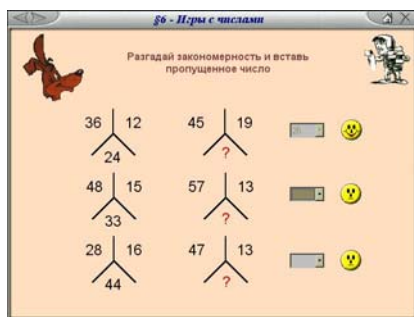 §6 - Игры с числами
Разгадай закономерность и вставь
пропущенное число
36 12 45 19
24 ?
48 15 57 13
33 ?
28 16 47 13
44 ?